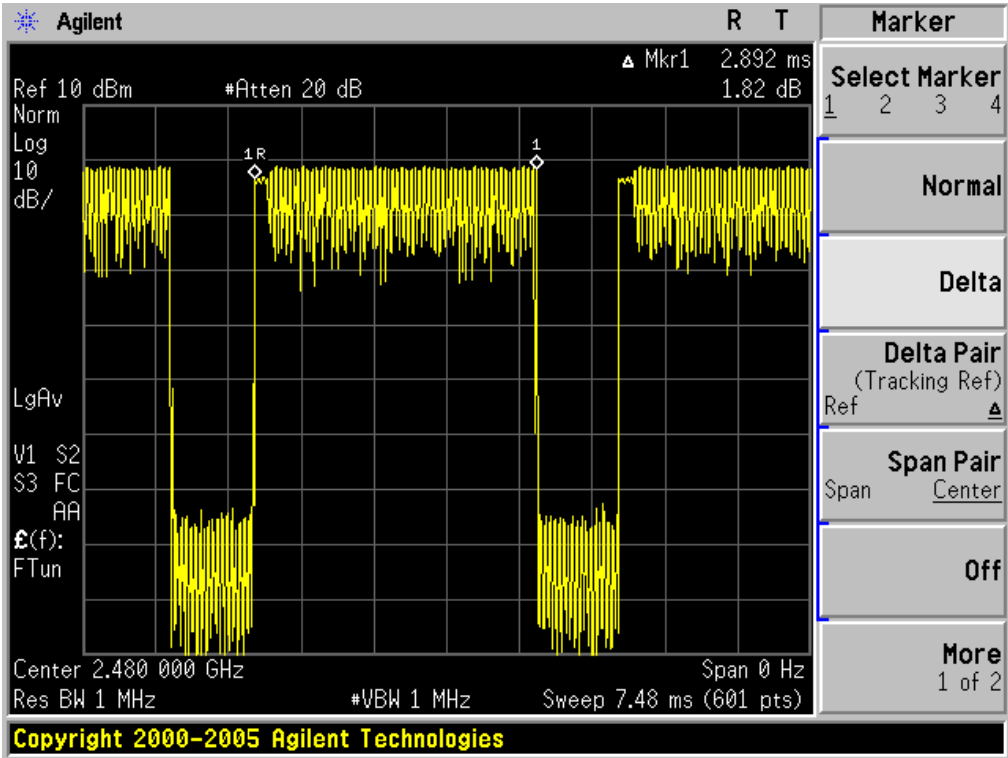 Agilent R T
Δ Mkr1 2.892 ms
Ref 10 dBm #Atten 20 dB 1.82 dB
Norm
Log
10
dB/
1R
1
LgAv
V1 S2
S3 FC
AA
£(f):
FTun
Center 2.480 000 GHz Span 0 Hz
Res BW 1 MHz #VBW 1 MHz Sweep 7.48 ms (601 pts)
Copyright 2000-2005 Agilent Technologies
Marker
Select Marker
1 2 3 4
Normal
Delta
Delta Pair
(Tracking Ref)
Ref Δ
Span Pair
Span Center
Off
More
1 of 2